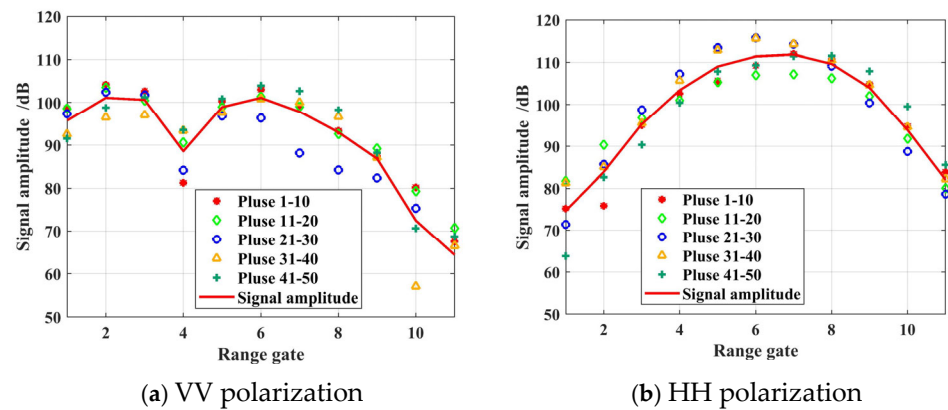 120
110
100
90
80
70
60
50
Signal amplitude /dB
Pluse 1-10
Pluse 11-20
Pluse 21-30
Pluse 31-40
Pluse 41-50
Signal amplitude
2 4 6 8 10
Range gate
(a) VV polarization
120
110
100
90
80
70
60
50
Signal amplitude /dB
Pluse 1-10
Pluse 11-20
Pluse 21-30
Pluse 31-40
Pluse 41-50
Signal amplitude
2 4 6 8 10
Range gate
(b) HH polarization